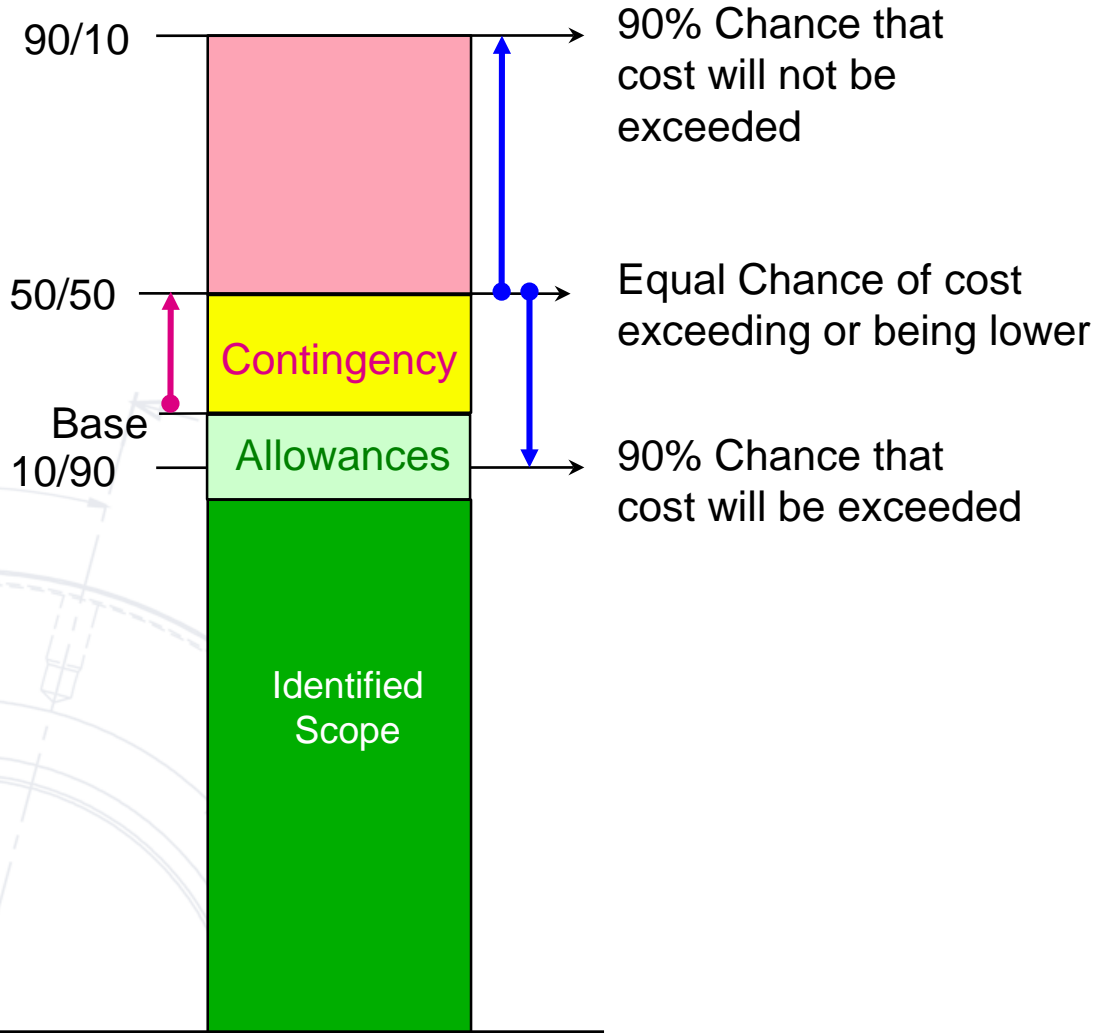 90/10
90% Chance that
cost will not be
exceeded
50/50
Equal Chance of cost
exceeding or being lower
Contingency
Base
10/90
Allowances
90% Chance that
cost will be exceeded
Identified
Scope